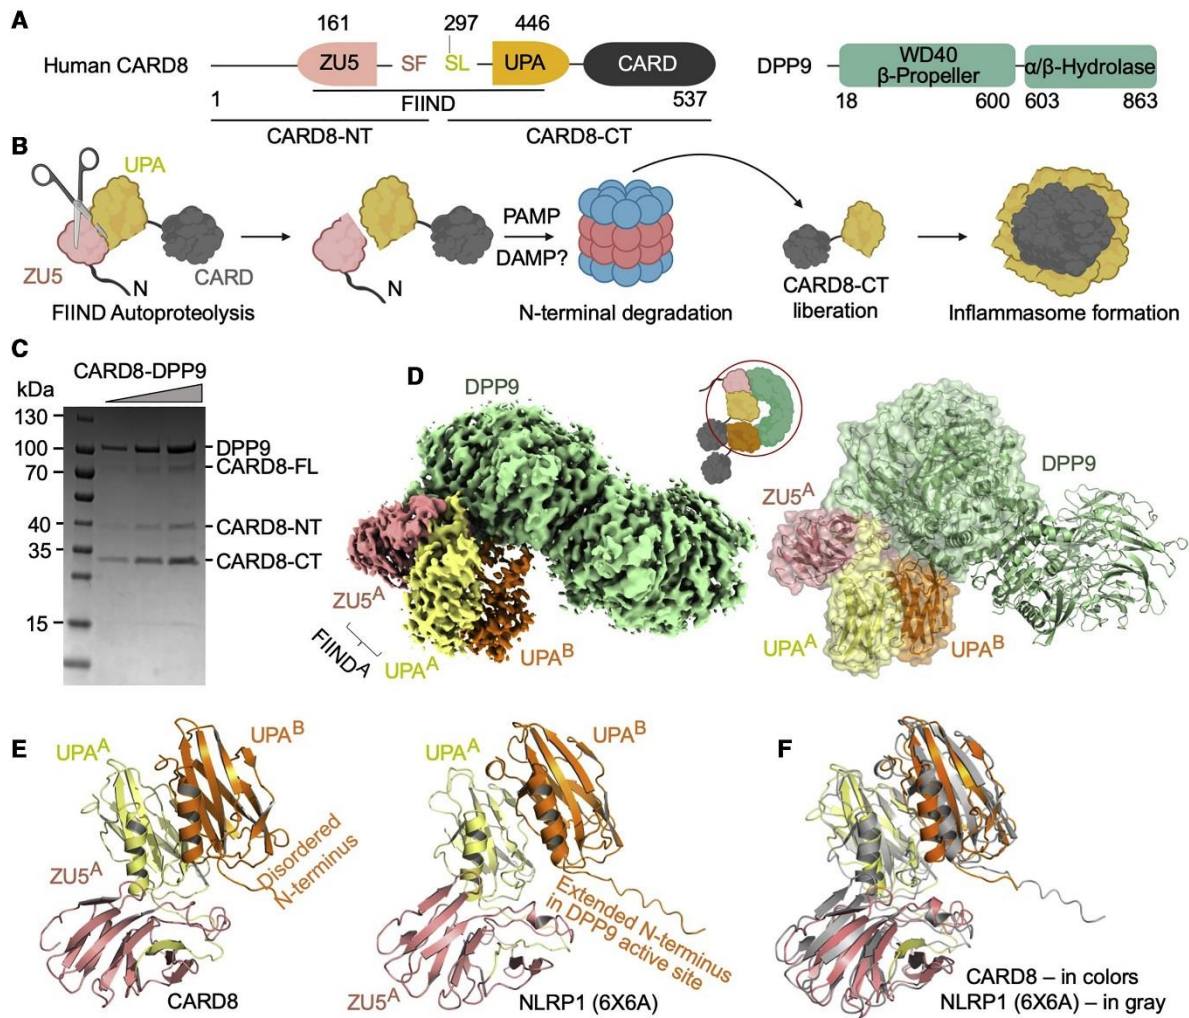 A
161
297
446
Human CARD8
ZU5
SF
SL
UPA
CARD
FIIND
1
537
CARD8-NT
CARD8-CT
DPP9
WD40
β-Propeller
α/β-Hydrolase
18
600
603
863
B
UPA
ZU5
CARD
N
FIIND Autoproteolysis
N
PAMP
DAMP?
N-terminal degradation
CARD8-CT
liberation
Inflammasome formation
C
CARD8-DPP9
kDa
130
100
70
40
35
15
DPP9
CARD8-FL
CARD8-NT
CARD8-CT
D
DPP9
ZU5A
FIINDA
UPAA
UPAB
DPP9
ZU5A
UPAA
UPAB
E
UPAA
UPAB
Disordered
N-terminus
ZU5A
CARD8
UPAA
UPAB
Extended N-terminus
in DPP9 active
site
ZU5A
NLRP1 (6X6A)
F
CARD8 – in colors
NLRP1 (6X6A) – in gray